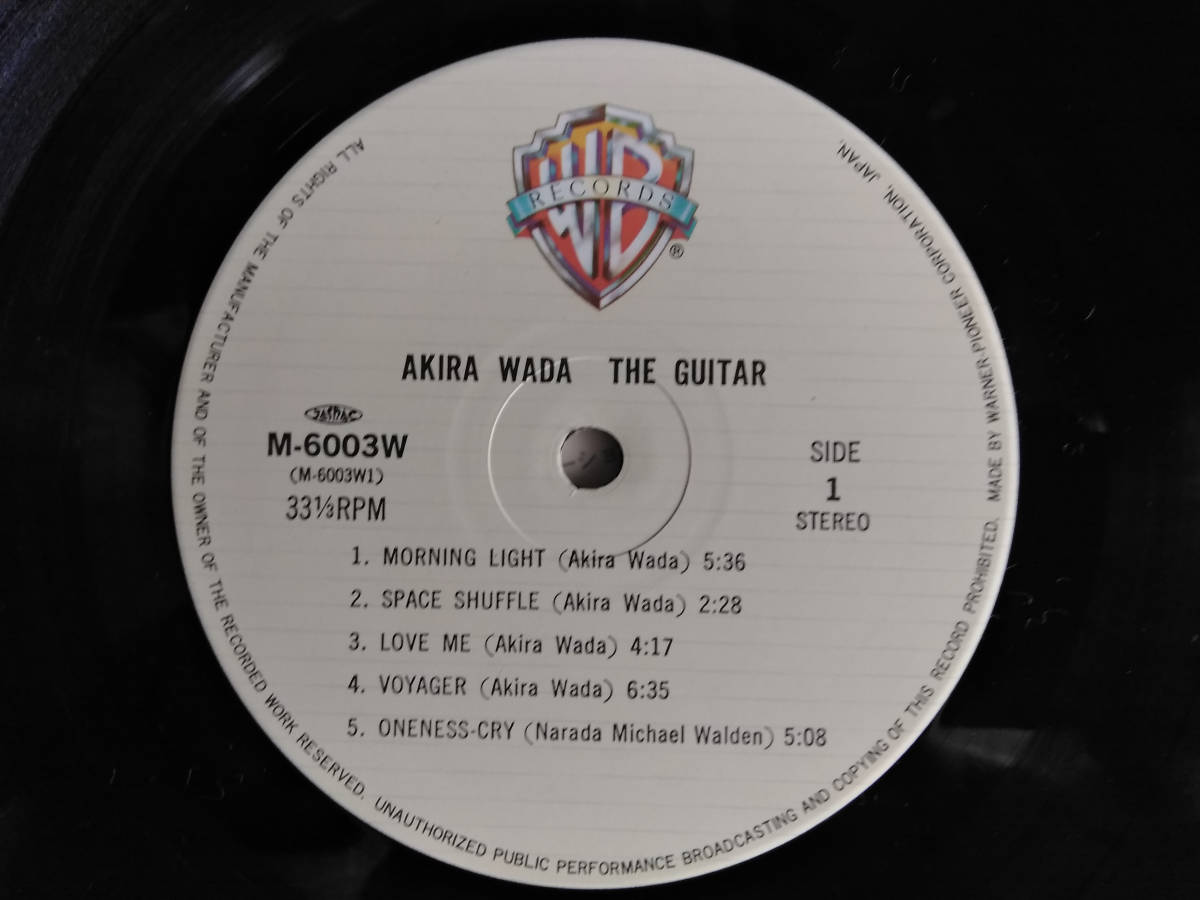 WB
RECORDS
®
AKIRA WADA THE GUITAR
JASRAC
M-6003W
(M-6003W1)
33⅓RPM
SIDE
1
STEREO
1. MORNING LIGHT (Akira Wada) 5:36
2. SPACE SHUFFLE (Akira Wada) 2:28
3. LOVE ME (Akira Wada) 4:17
4. VOYAGER (Akira Wada) 6:35
5. ONENESS-CRY (Narada Michael Walden) 5:08
ALL RIGHTS OF THE MANUFACTURER AND OF THE OWNER OF THE RECORDED WORK RESERVED. UNAUTHORIZED PUBLIC PERFORMANCE BROADCASTING AND COPYING OF THIS RECORD PROHIBITED. MADE BY WARNER-PIONEER CORPORATION, JAPAN.